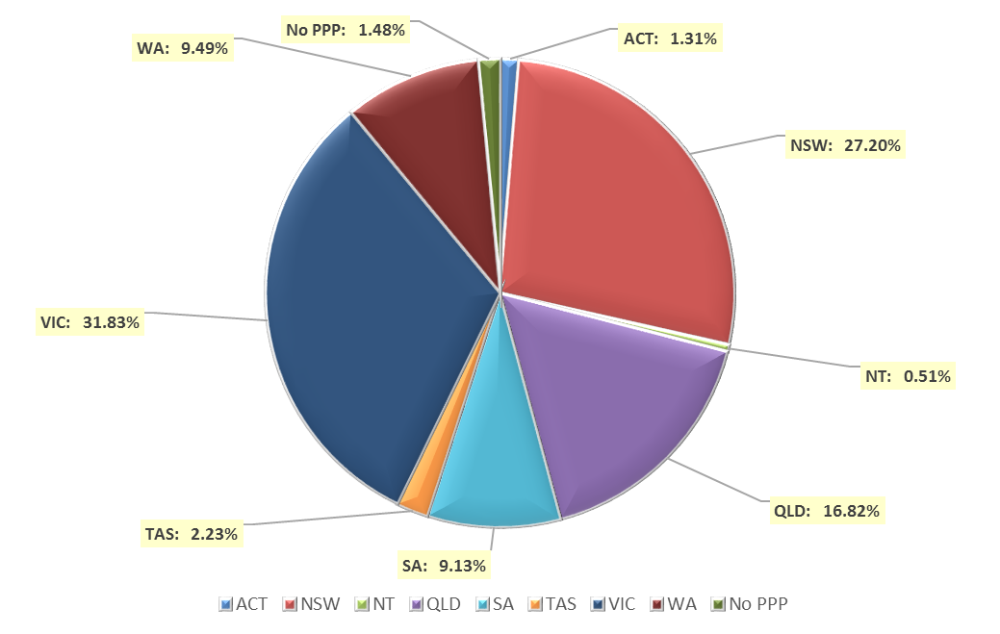 No PPP: 1.48%
ACT: 1.31%
WA: 9.49%
NSW: 27.20%
VIC: 31.83%
NT: 0.51%
QLD: 16.82%
TAS: 2.23%
SA: 9.13%
ACT NSW NT QLD SA TAS VIC WA No PPP